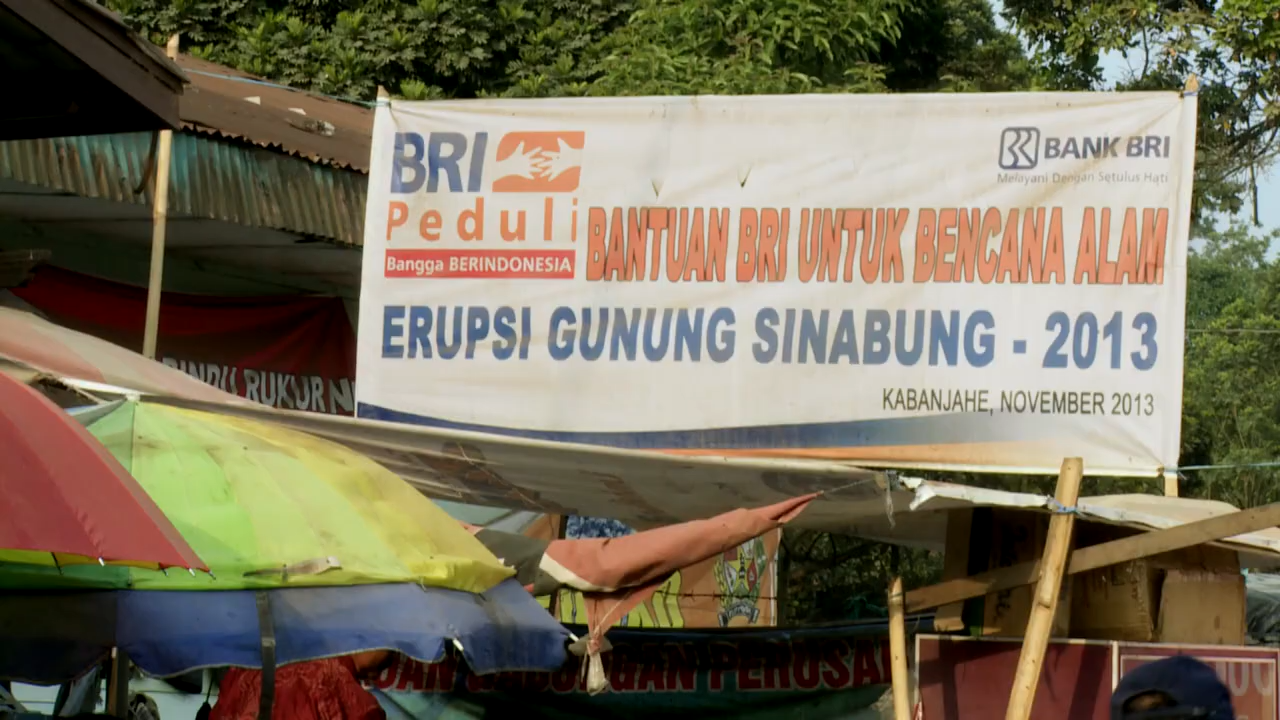 BRI
Peduli
Bangga BERINDONESIA
BANK BRI
Melayani Dengan Setulus Hati
BANTUAN BRI UNTUK BENCANA ALAM
ERUPSI GUNUNG SINABUNG - 2013
KABANJAHE, NOVEMBER 2013
RUKUR